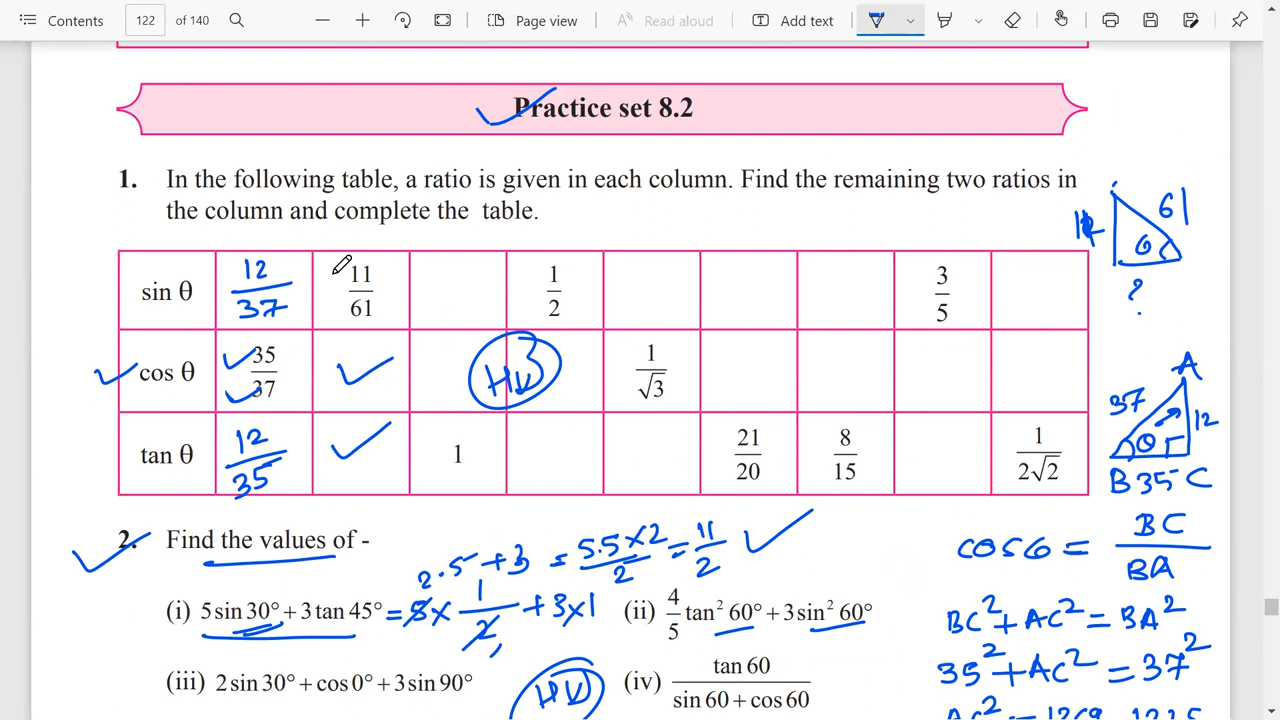 Contents 122 of 140 Page view Read aloud Add text
Practice set 8.2
1. In the following table, a ratio is given in each column. Find the remaining two ratios in
the column and complete the table.
61
θ
?
sin θ 12/37 11/61 1/2 3/5
cos θ 35/37 HW 1/√3
tan θ 12/35 1 21/20 8/15 1/2√2
A
37 12
θ
B 35 C
2. Find the values of -
cosθ = BC/BA
2.5+3 = 5.5×2/2 = 11/2
(i) 5 sin 30° + 3 tan 45° = 5 × 1/2 + 3×1 (ii) 4/5 tan² 60° + 3 sin² 60°
BC² + AC² = BA²
35² + AC² = 37²
(iii) 2 sin 30° + cos 0° + 3 sin 90° HW (iv) tan 60/sin 60 + cos 60